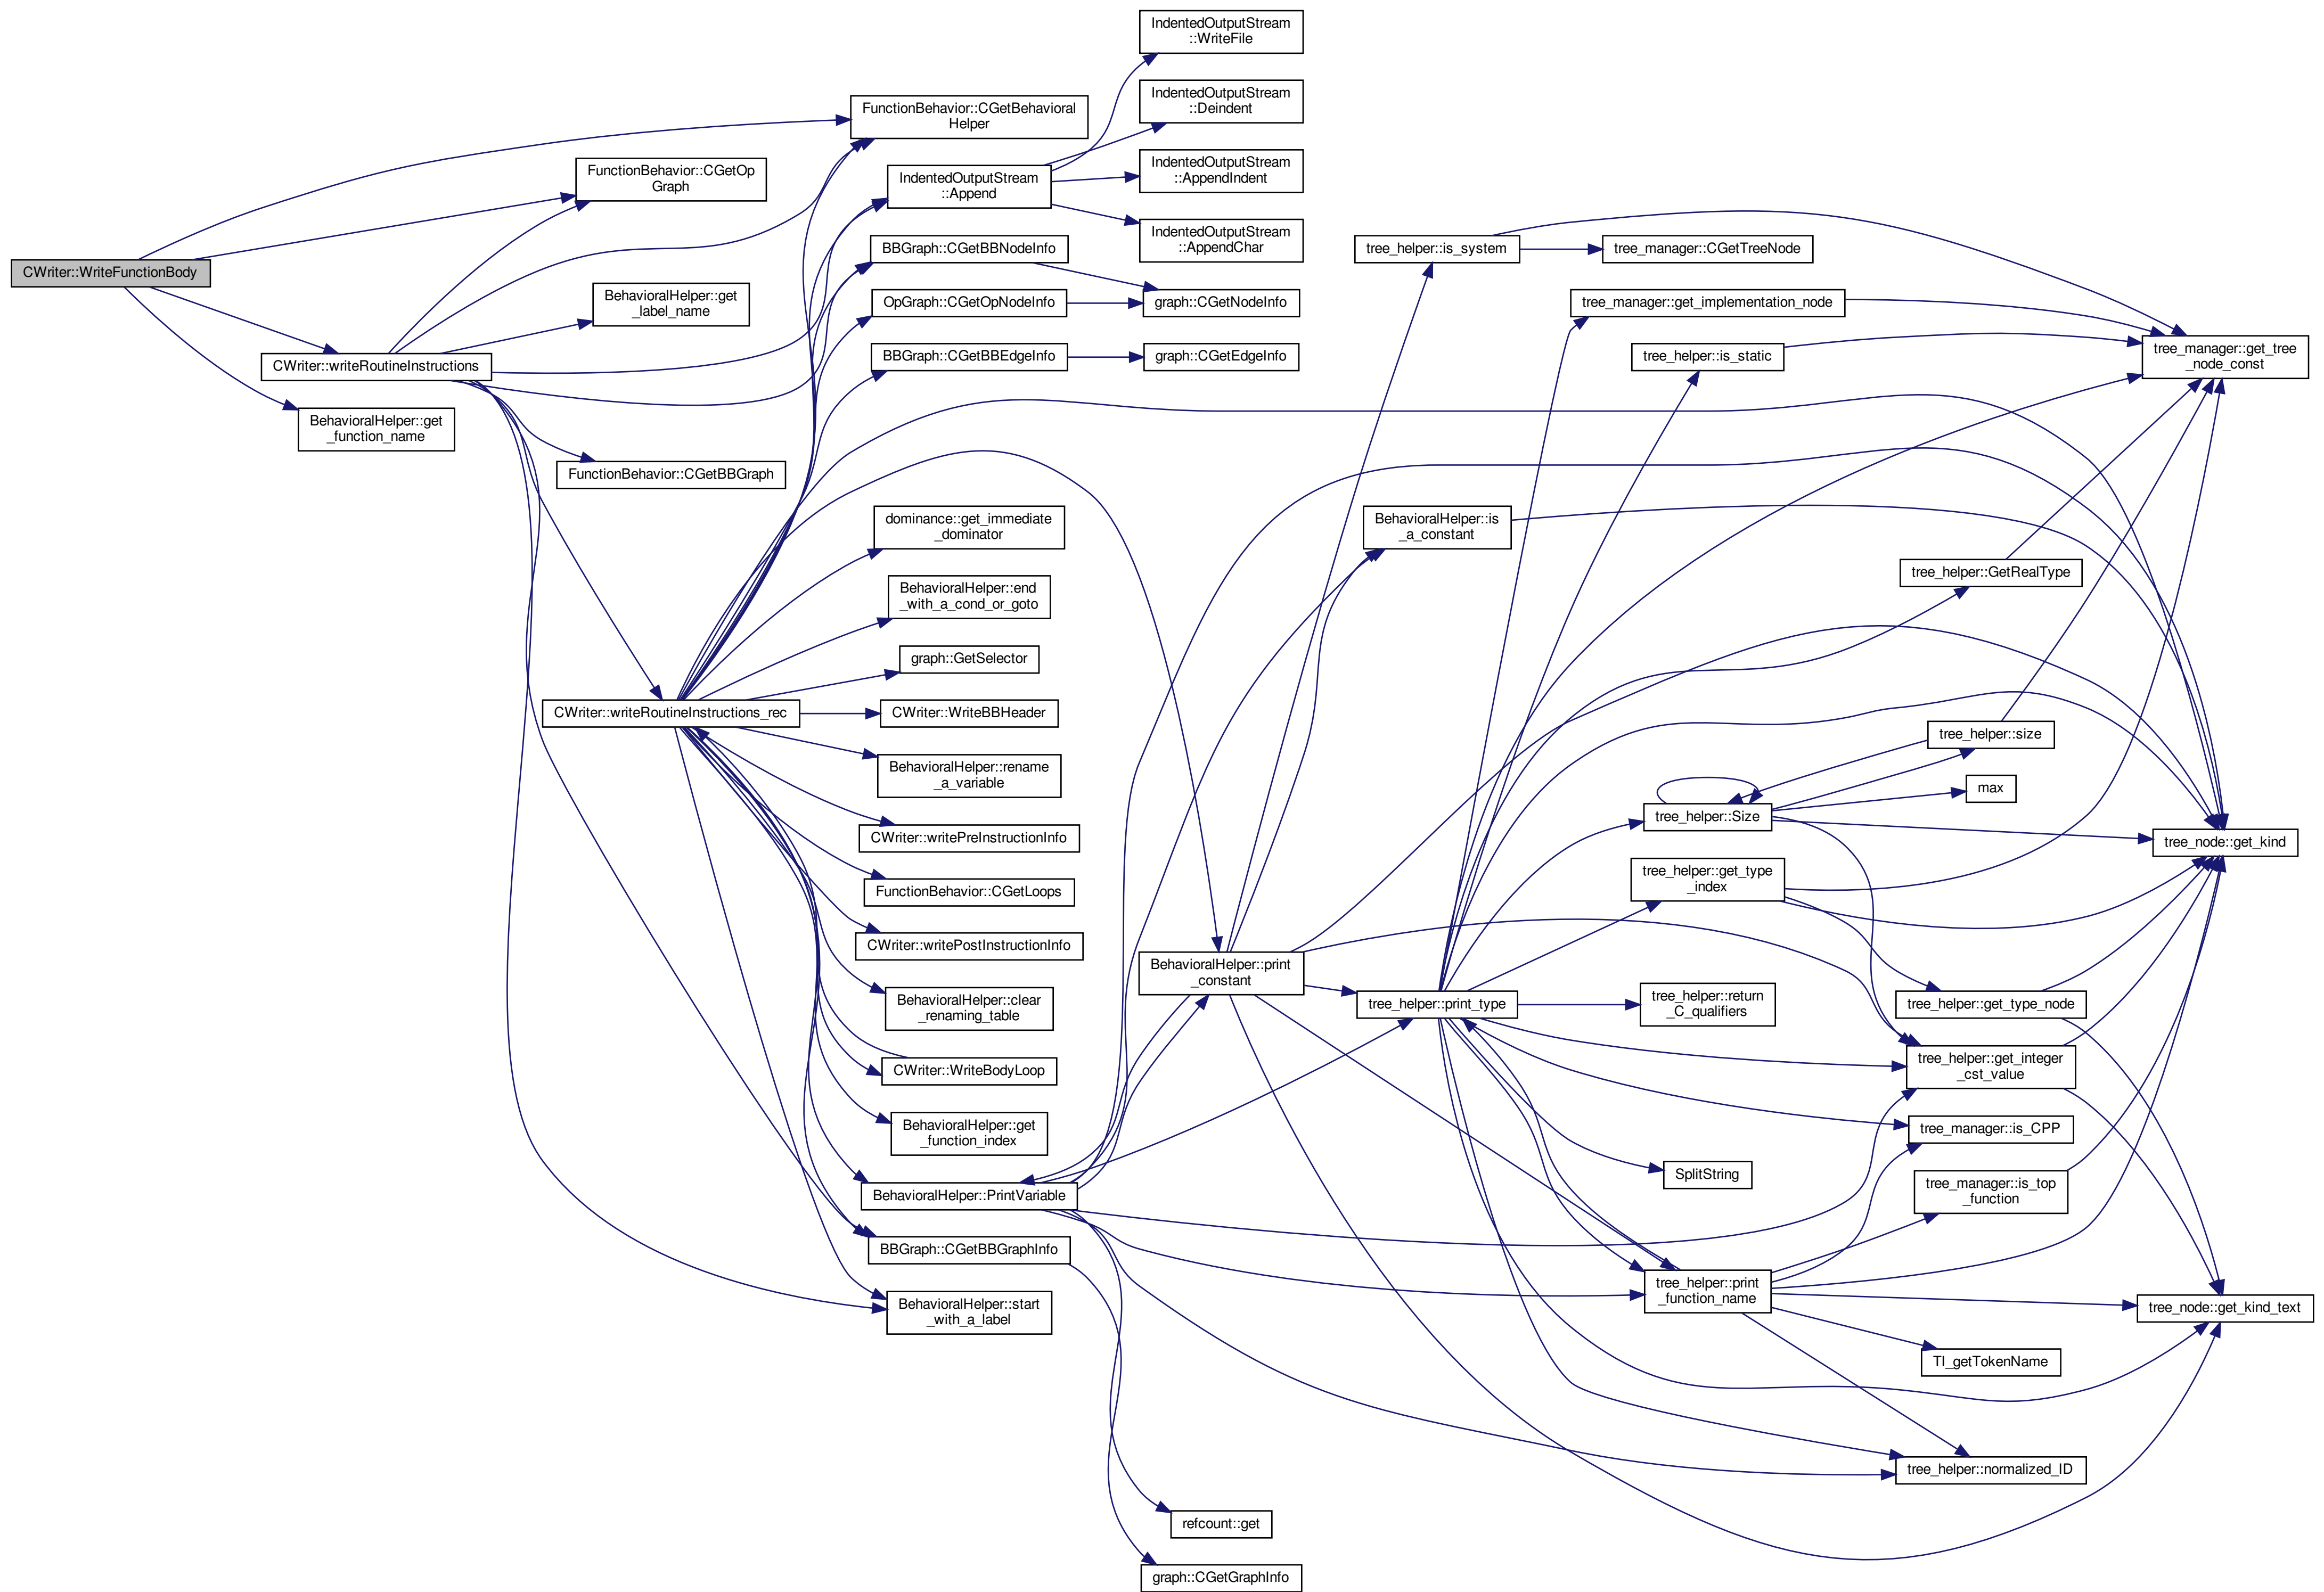 CWriter::WriteFunctionBody
CWriter::writeRoutineInstructions
BehavioralHelper::get
_function_name
FunctionBehavior::CGetOp
Graph
BehavioralHelper::get
_label_name
FunctionBehavior::CGetBBGraph
CWriter::writeRoutineInstructions_rec
FunctionBehavior::CGetBehavioral
Helper
IndentedOutputStream
::Append
BBGraph::CGetBBNodeInfo
OpGraph::CGetOpNodeInfo
BBGraph::CGetBBEdgeInfo
dominance::get_immediate
_dominator
BehavioralHelper::end
_with_a_cond_or_goto
graph::GetSelector
CWriter::WriteBBHeader
BehavioralHelper::rename
_a_variable
CWriter::writePreInstructionInfo
FunctionBehavior::CGetLoops
CWriter::writePostInstructionInfo
BehavioralHelper::clear
_renaming_table
CWriter::WriteBodyLoop
BehavioralHelper::get
_function_index
BehavioralHelper::PrintVariable
BBGraph::CGetBBGraphInfo
BehavioralHelper::start
_with_a_label
IndentedOutputStream
::WriteFile
IndentedOutputStream
::Deindent
IndentedOutputStream
::AppendIndent
IndentedOutputStream
::AppendChar
graph::CGetNodeInfo
graph::CGetEdgeInfo
BehavioralHelper::print
_constant
refcount::get
graph::CGetGraphInfo
tree_helper::is_system
BehavioralHelper::is
_a_constant
tree_helper::print_type
tree_manager::CGetTreeNode
tree_manager::get_implementation_node
tree_helper::is_static
tree_helper::Size
tree_helper::get_type
_index
tree_helper::return
_C_qualifiers
SplitString
tree_helper::print
_function_name
tree_helper::GetRealType
tree_helper::size
max
tree_helper::get_type_node
tree_helper::get_integer
_cst_value
tree_manager::is_CPP
tree_manager::is_top
_function
TI_getTokenName
tree_helper::normalized_ID
tree_manager::get_tree
_node_const
tree_node::get_kind
tree_node::get_kind_text